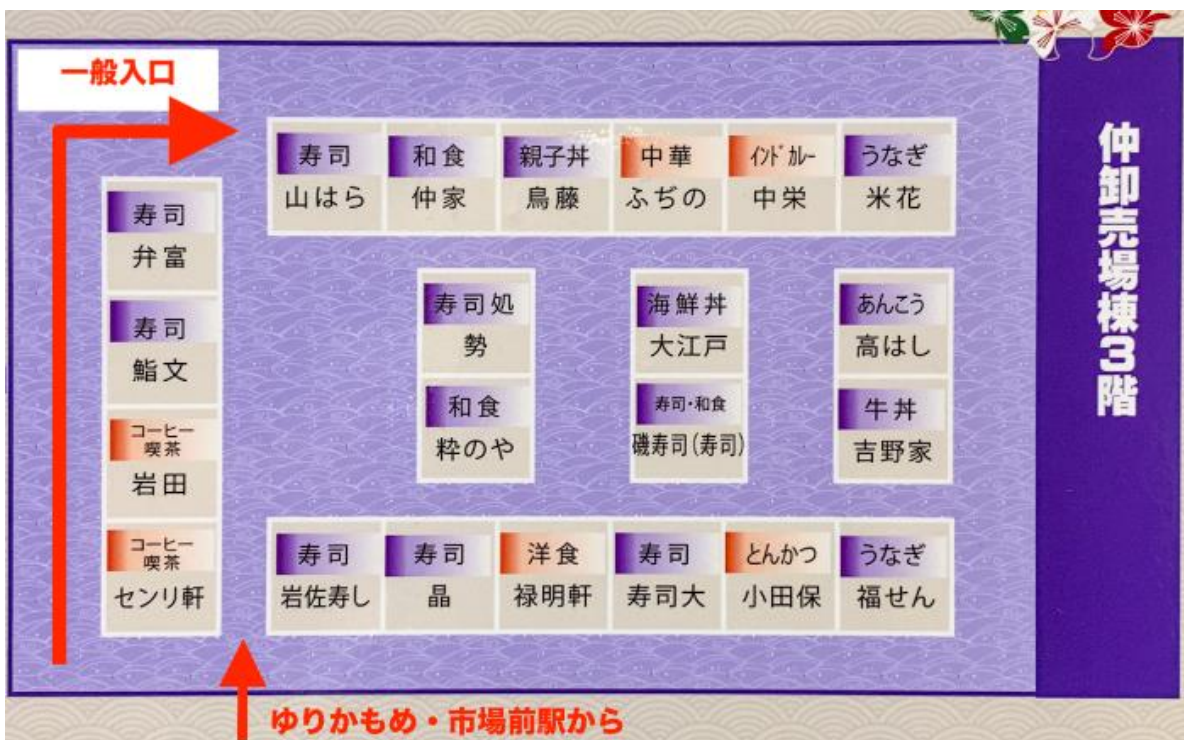 一般入口
仲卸売場棟3階
寿司
山はら
和食
仲家
親子丼
鳥藤
中華
ふぢの
インドカレー
中栄
うなぎ
米花
寿司
弁富
寿司
鮨文
コーヒー
喫茶
岩田
コーヒー
喫茶
センリ軒
寿司処
勢
和食
粋のや
海鮮丼
大江戸
寿司・和食
磯寿司(寿司)
あんこう
高はし
牛丼
吉野家
寿司
岩佐寿し
寿司
晶
洋食
禄明軒
寿司
寿司大
とんかつ
小田保
うなぎ
福せん
ゆりかもめ・市場前駅から